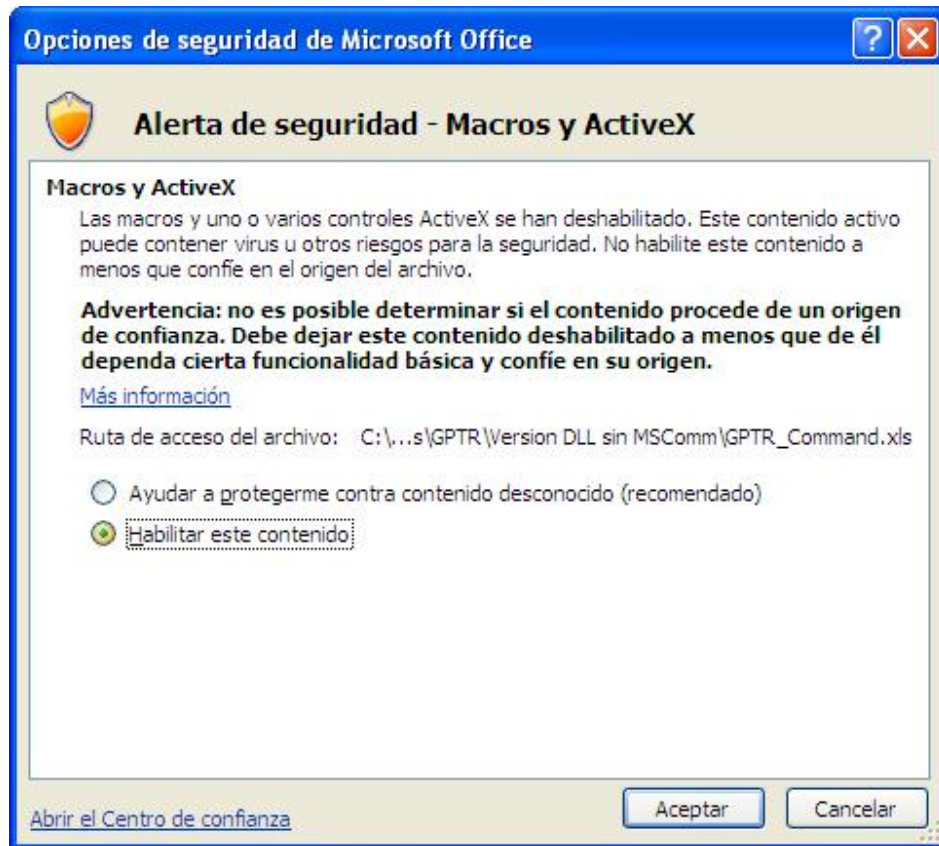 Opciones de seguridad de Microsoft Office
Alerta de seguridad - Macros y ActiveX
Macros y ActiveX
Las macros y uno o varios controles ActiveX se han deshabilitado. Este contenido activo
puede contener virus u otros riesgos para la seguridad. No habilite este contenido a
menos que confíe en el origen del archivo.
Advertencia: no es posible determinar si el contenido procede de un origen
de confianza. Debe dejar este contenido deshabilitado a menos que de él
dependa cierta funcionalidad básica y confíe en su origen.
Más información
Ruta de acceso del archivo: C:\...s\GPTR\Version DLL sin MSComm\GPTR_Command.xls
Ayudar a protegerme contra contenido desconocido (recomendado)
Habilitar este contenido
Abrir el Centro de confianza
Aceptar
Cancelar